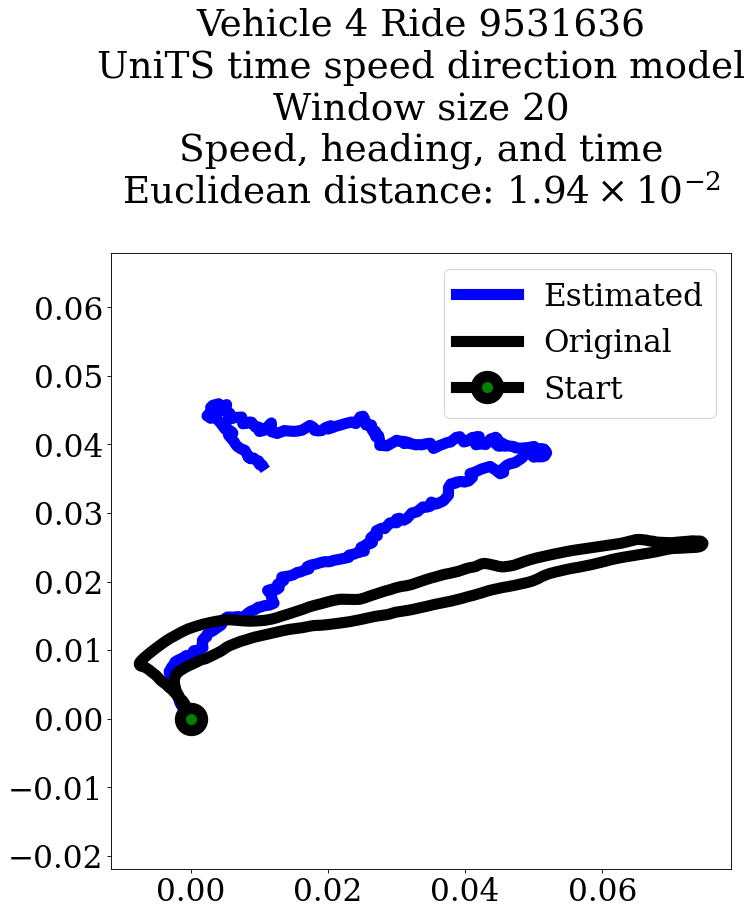 Vehicle 4 Ride 9531636
UniTS time speed direction model
Window size 20
Speed, heading, and time
Euclidean distance: 1.94 × 10⁻²
Estimated
Original
Start
0.06
0.05
0.04
0.03
0.02
0.01
0.00
−0.01
−0.02
0.00 0.02 0.04 0.06